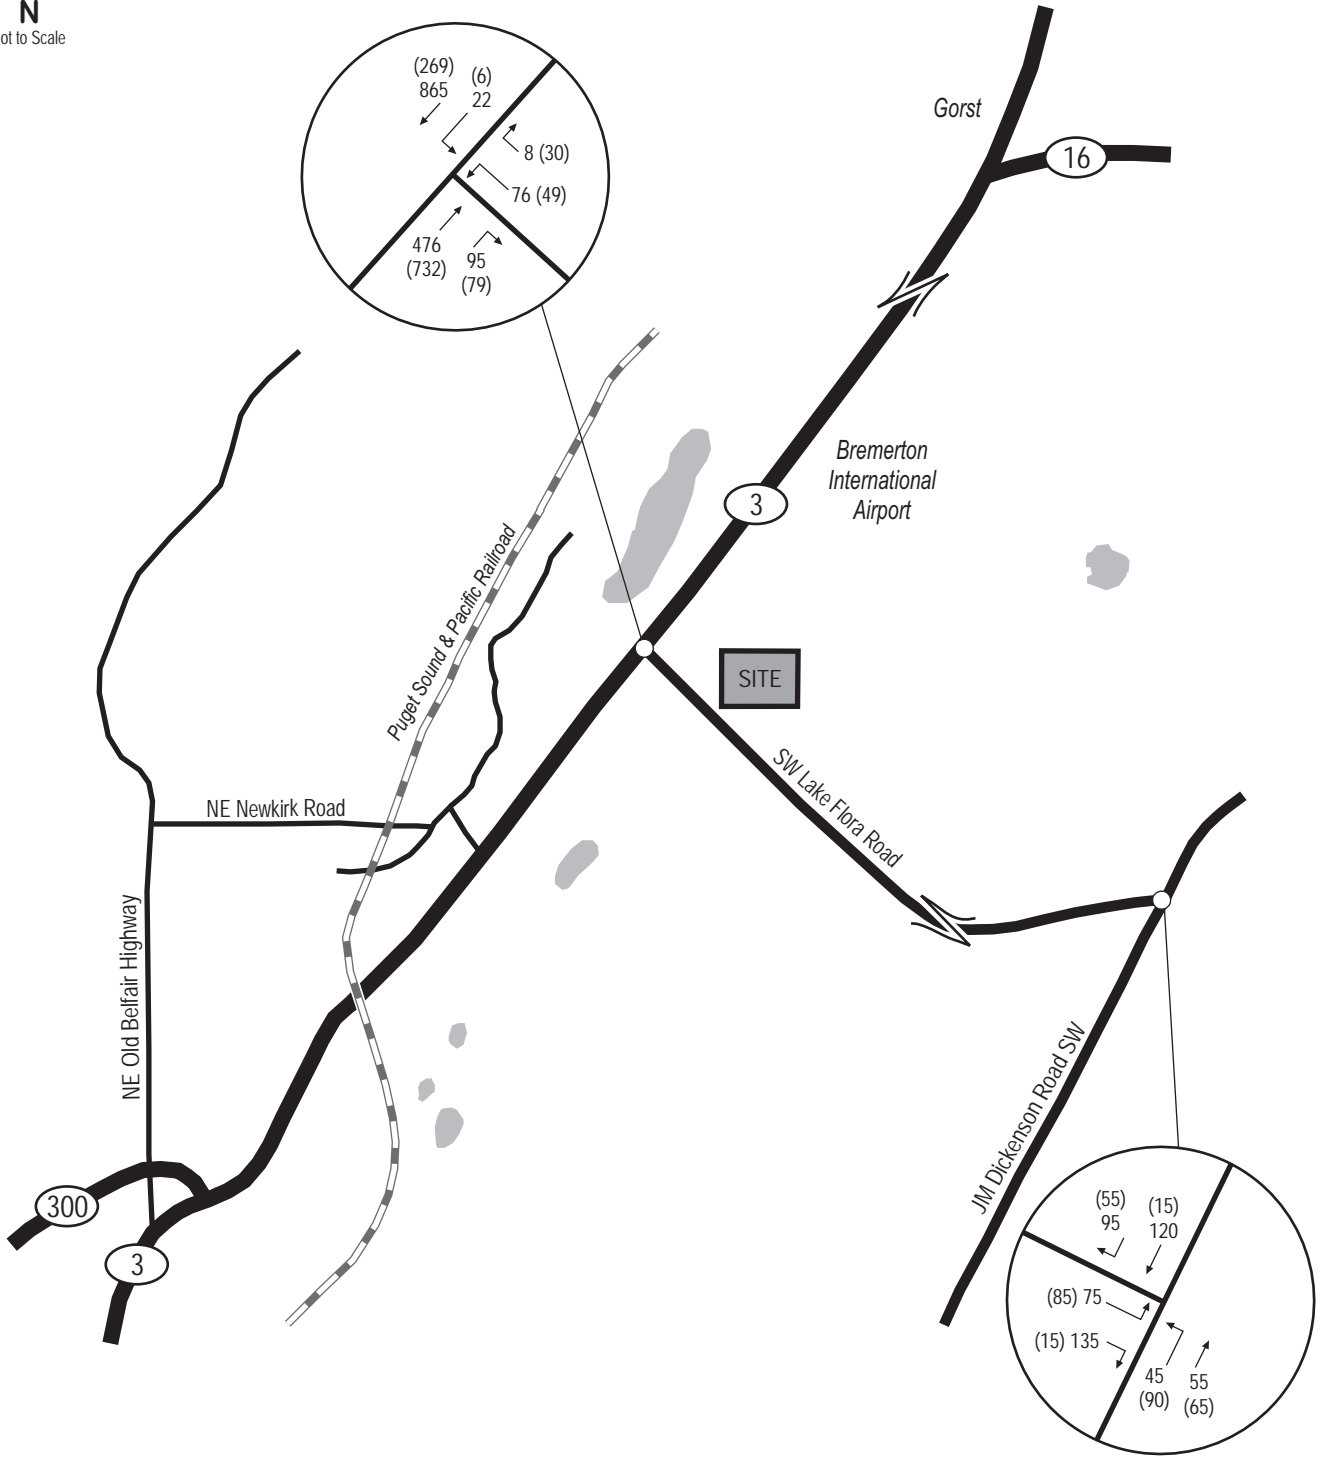 N
ot to Scale
(269)
865
(6)
22
8 (30)
76 (49)
476
(732)
95
(79)
Gorst
16
Bremerton
International
Airport
3
Puget Sound & Pacific Railroad
SITE
SW Lake Flora Road
NE Newkirk Road
NE Old Belfair Highway
JM Dickenson Road SW
300
3
(55)
95
(15)
120
(85) 75
(15) 135
45
(90)
55
(65)